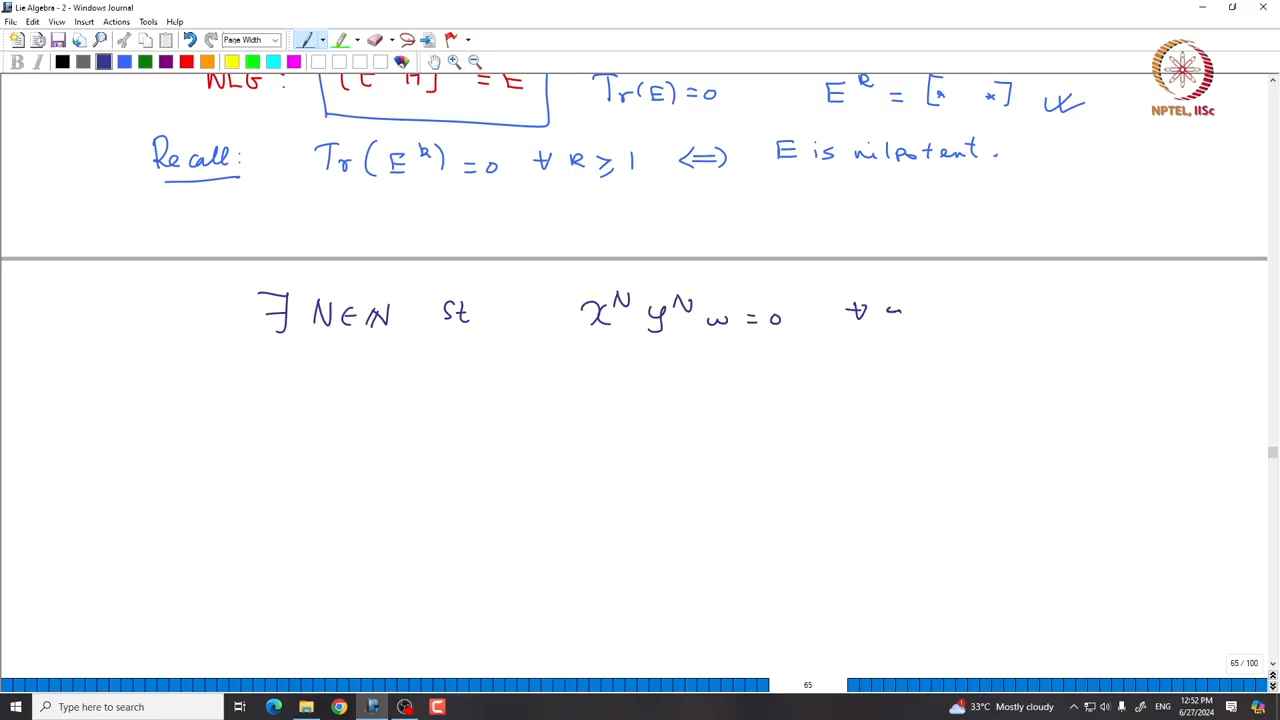 Lie Algebra - 2 - Windows Journal
File Edit View Insert Actions Tools Help
Page Width
B I
NPTEL, IISc
WLG : [E H] = E Tr(E) = 0 E^k = [* *]
Recall: Tr(E^k) = 0 ∀ k ≥ 1 ⟺ E is nilpotent.
∃ N ∈ ℕ st x^N y^N w = 0 ∀
65 / 100
65
Type here to search
33°C Mostly cloudy
12:52 PM
6/27/2024